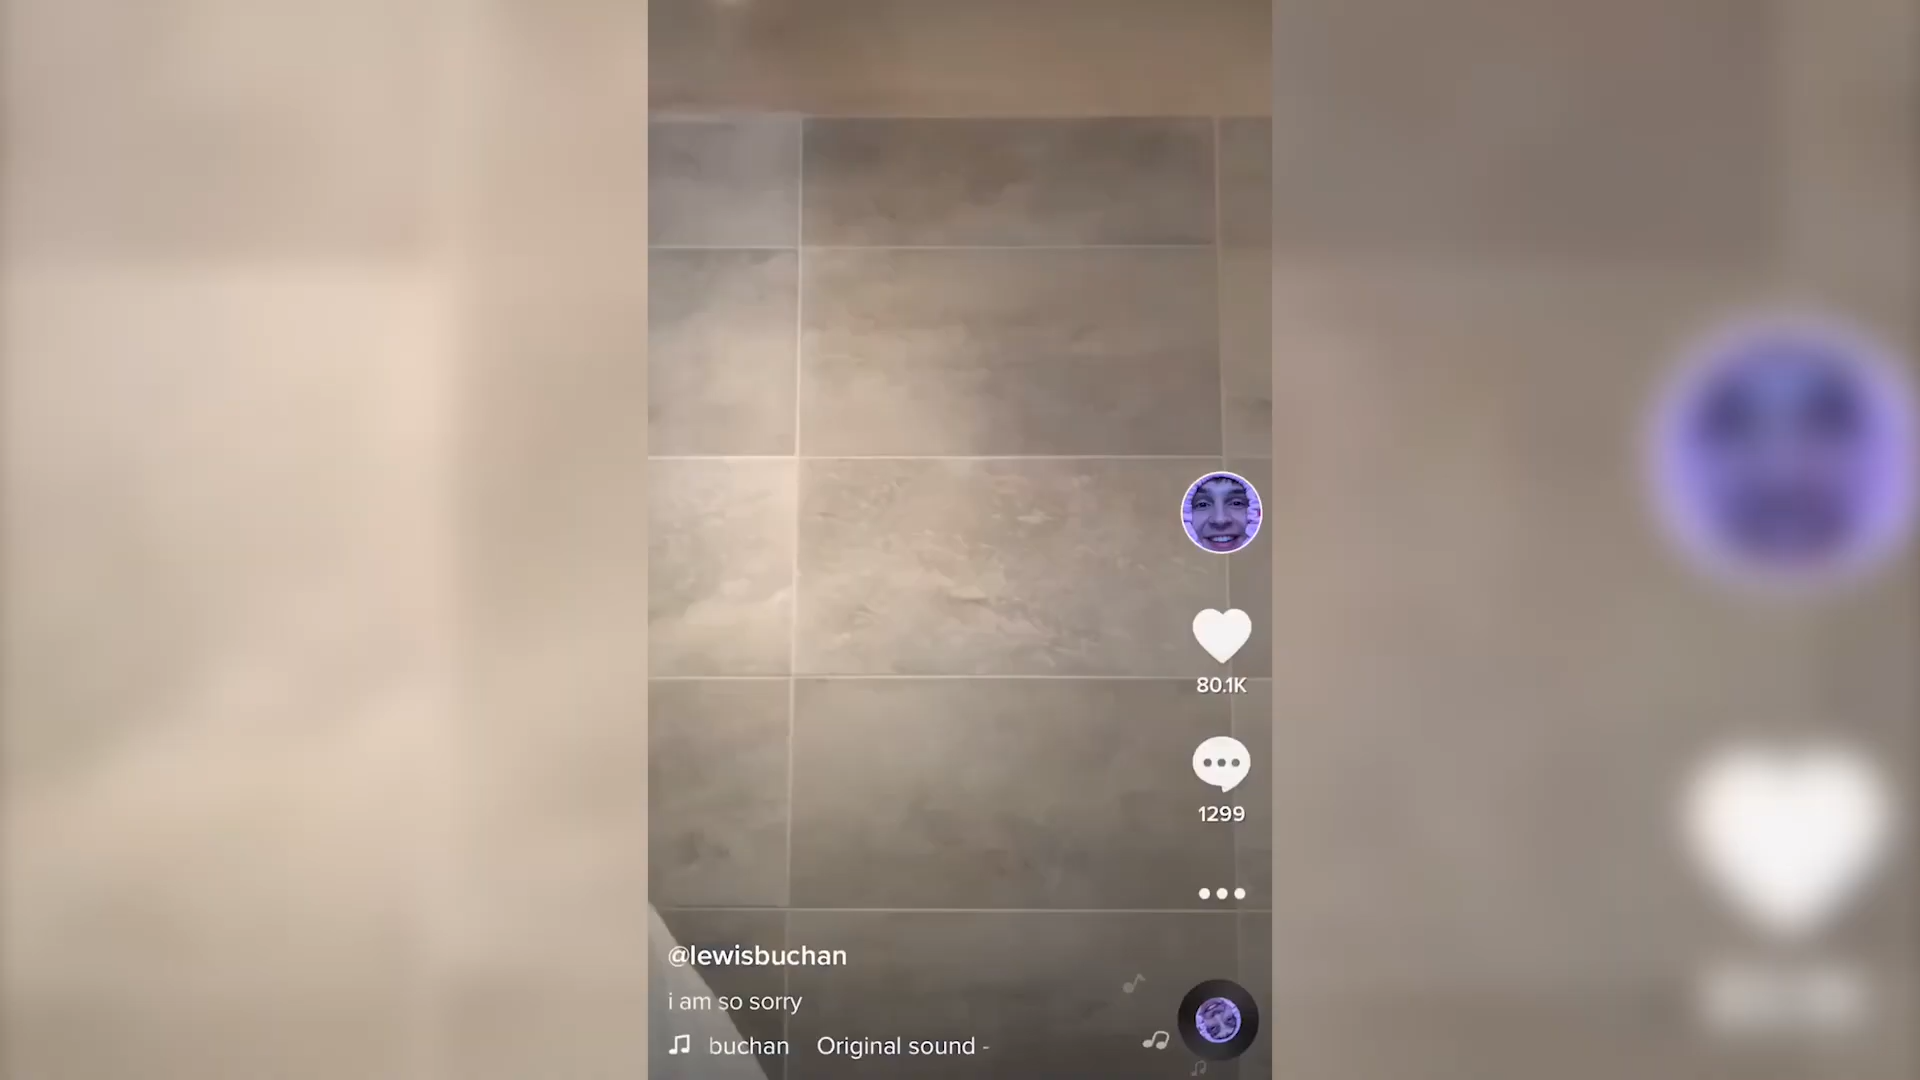 80.1K
1299
@lewisbuchan
i am so sorry
buchan Original sound -